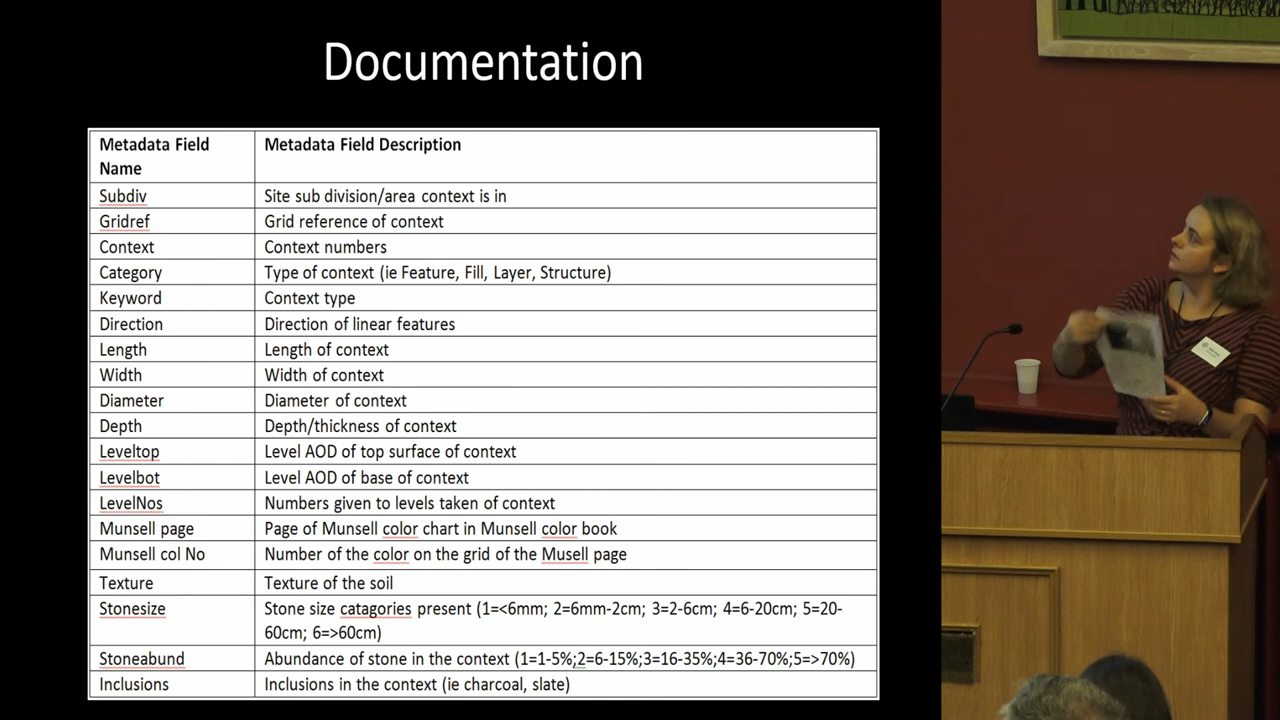 Documentation
Metadata Field Name Metadata Field Description
Subdiv Site sub division/area context is in
Gridref Grid reference of context
Context Context numbers
Category Type of context (ie Feature, Fill, Layer, Structure)
Keyword Context type
Direction Direction of linear features
Length Length of context
Width Width of context
Diameter Diameter of context
Depth Depth/thickness of context
Leveltop Level AOD of top surface of context
Levelbot Level AOD of base of context
LevelNos Numbers given to levels taken of context
Munsell page Page of Munsell color chart in Munsell color book
Munsell col No Number of the color on the grid of the Musell page
Texture Texture of the soil
Stonesize Stone size catagories present (1=<6mm; 2=6mm-2cm; 3=2-6cm; 4=6-20cm; 5=20-
60cm; 6=>60cm)
Stoneabund Abundance of stone in the context (1=1-5%;2=6-15%;3=16-35%;4=36-70%;5=>70%)
Inclusions Inclusions in the context (ie charcoal, slate)